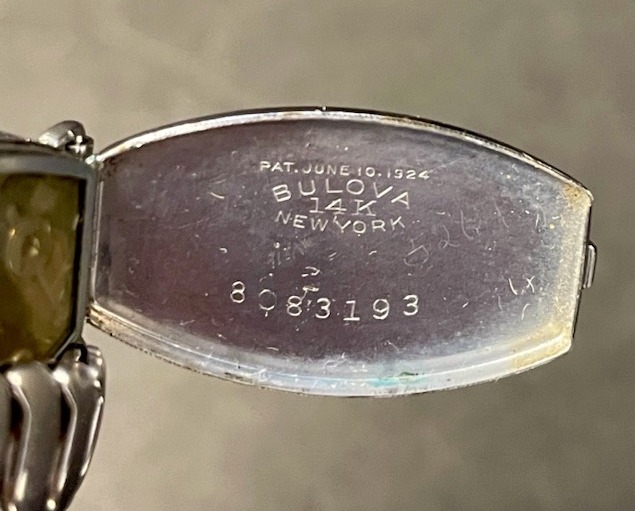 PAT. JUNE 10. 1924
BULOVA
14K
NEW YORK
8083193